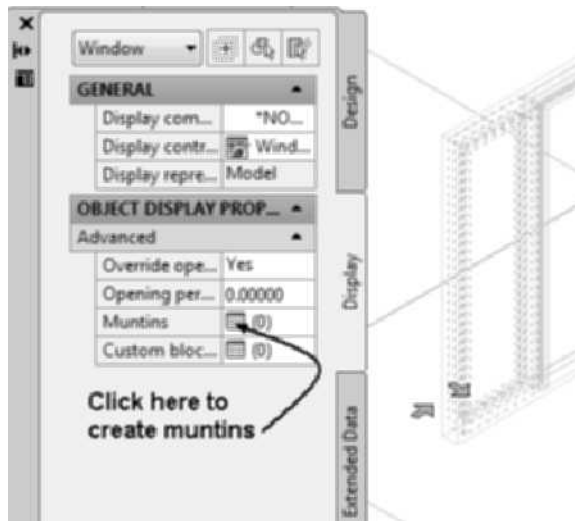 Window
GENERAL
Display com... *NO...
Display contr... Wind...
Display repre... Model
OBJECT DISPLAY PROP...
Advanced
Override ope... Yes
Opening per... 0.00000
Muntins (0)
Custom bloc... (0)
Click here to
create muntins
Design
Display
Extended Data